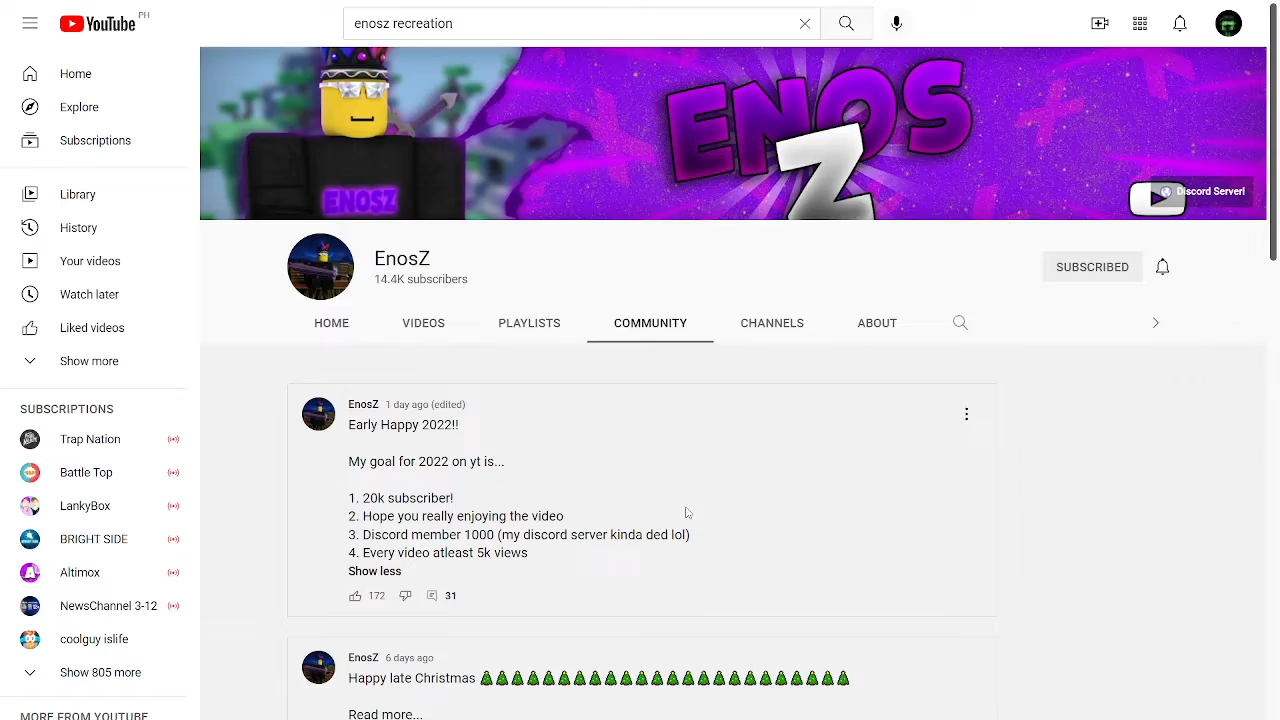 YouTube PH
enosz recreation
Home
Explore
Subscriptions
Library
History
Your videos
Watch later
Liked videos
Show more
SUBSCRIPTIONS
Trap Nation
Battle Top
LankyBox
BRIGHT SIDE
Altimox
NewsChannel 3-12
coolguy islife
Show 805 more
MORE FROM YOUTUBE
ENOSZ
ENOS
Z
Discord Server!
EnosZ
14.4K subscribers
SUBSCRIBED
HOME VIDEOS PLAYLISTS COMMUNITY CHANNELS ABOUT
EnosZ 1 day ago (edited)
Early Happy 2022!!
My goal for 2022 on yt is...
1. 20k subscriber!
2. Hope you really enjoying the video
3. Discord member 1000 (my discord server kinda ded lol)
4. Every video atleast 5k views
Show less
172 31
EnosZ 6 days ago
Happy late Christmas 🎄🎄🎄🎄🎄🎄🎄🎄🎄🎄🎄🎄🎄🎄🎄🎄🎄🎄🎄🎄🎄🎄🎄🎄
Read more...